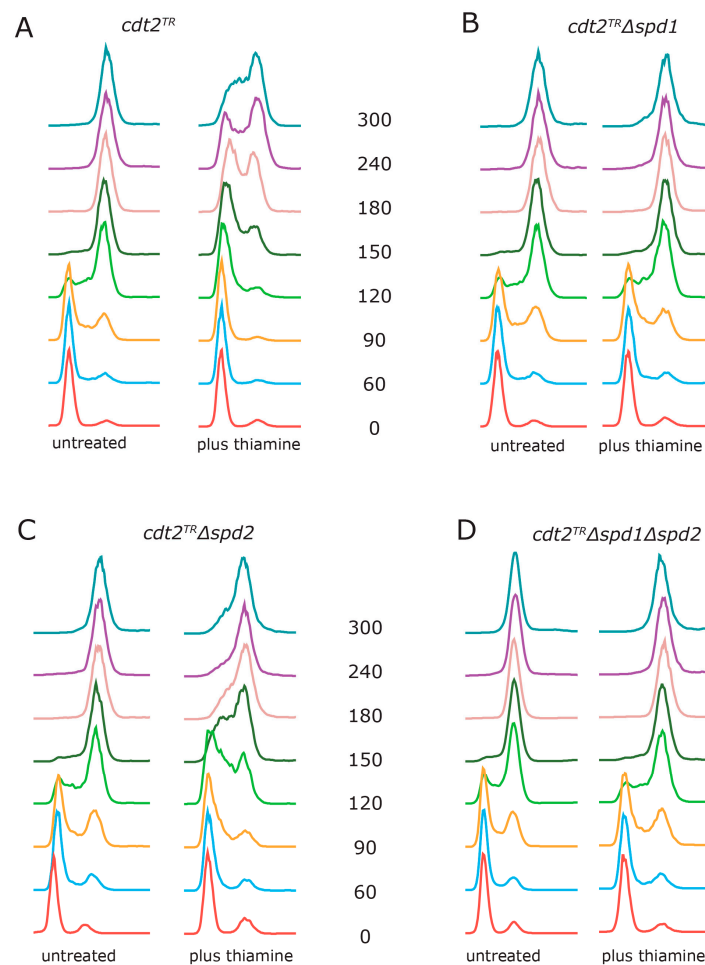 A
cdt2TR
300
240
180
150
120
90
60
0
untreated
plus thiamine
B
cdt2TRΔspd1
untreated
plus thiamine
C
cdt2TRΔspd2
300
240
180
150
120
90
60
0
untreated
plus thiamine
D
cdt2TRΔspd1Δspd2
untreated
plus thiamine